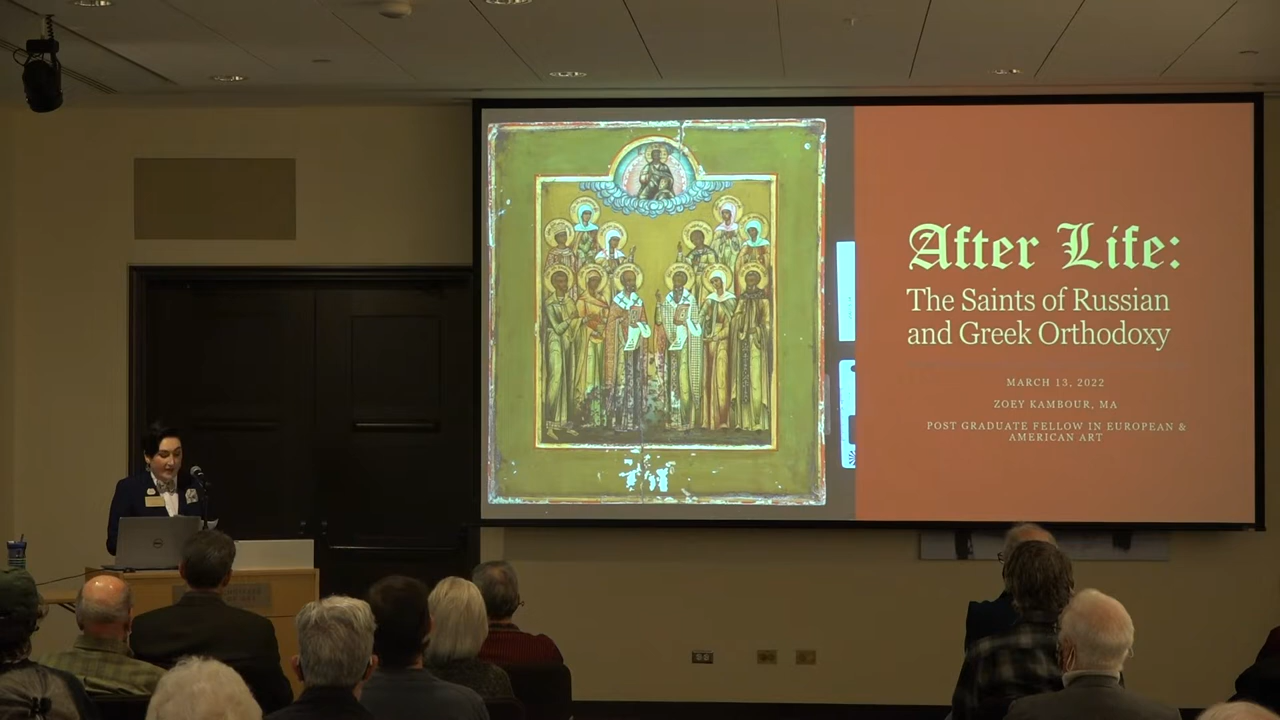 After Life:
The Saints of Russian
and Greek Orthodoxy
MARCH 13, 2022
ZOEY KAMBOUR, MA
POST GRADUATE FELLOW IN EUROPEAN &
AMERICAN ART
DELL